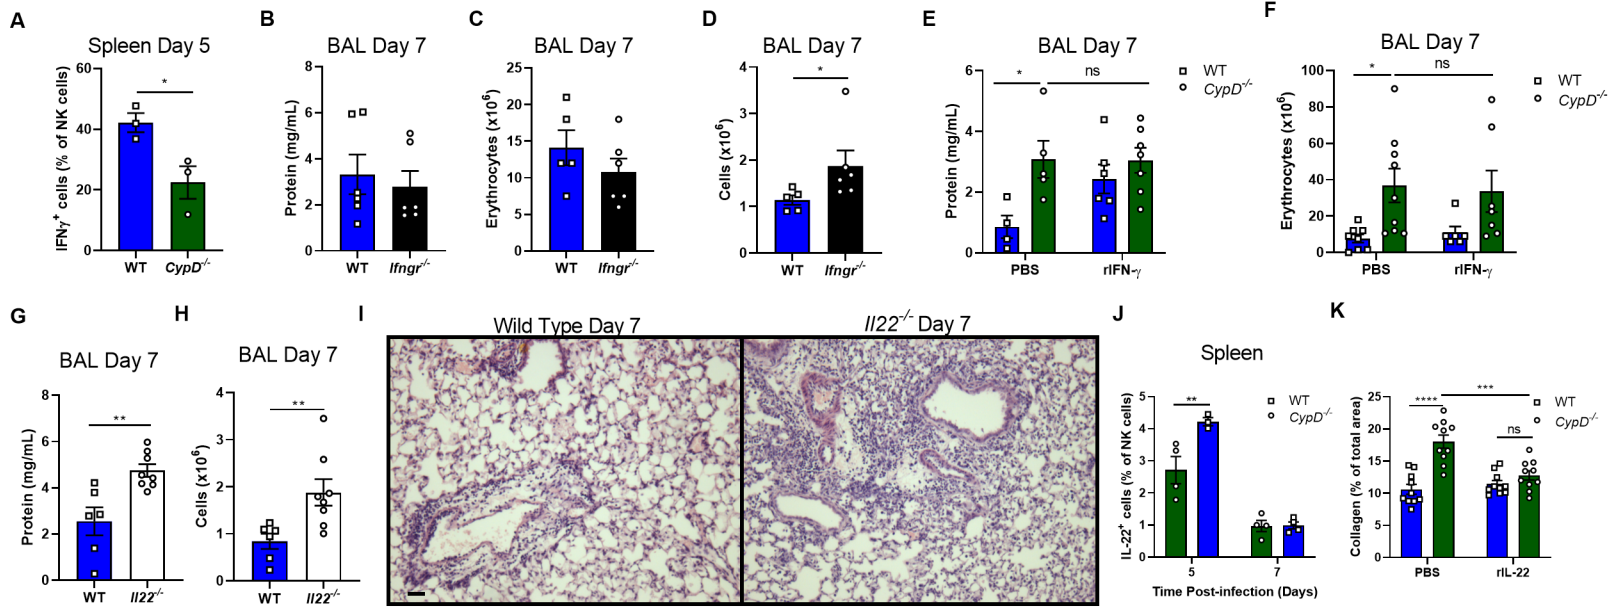 A
Spleen Day 5
IFNγ+ cells (% of NK cells)
60
40
20
0
*
WT
CypD-/-
B
BAL Day 7
Protein (mg/mL)
8
6
4
2
0
WT
Ifngr-/-
C
BAL Day 7
Erythrocytes (x10⁶)
25
20
15
10
5
0
WT
Ifngr-/-
D
BAL Day 7
Cells (x10⁶)
4
3
2
1
0
*
WT
Ifngr-/-
E
BAL Day 7
Protein (mg/mL)
6
4
2
0
*
ns
WT
CypD-/-
PBS
rIFN-γ
F
BAL Day 7
Erythrocytes (x10⁶)
100
80
60
40
20
0
*
ns
WT
CypD-/-
PBS
rIFN-γ
G
BAL Day 7
Protein (mg/mL)
8
6
4
2
0
**
WT
Il22-/-
H
BAL Day 7
Cells (x10⁶)
4
3
2
1
0
**
WT
Il22-/-
I
Wild Type Day 7
Il22-/- Day 7
J
Spleen
IL-22+ cells (% of NK cells)
5
4
3
2
1
0
**
WT
CypD-/-
5
7
Time Post-infection (Days)
K
Collagen (% of total area)
25
20
15
10
5
0
****
***
ns
WT
CypD-/-
PBS
rIL-22